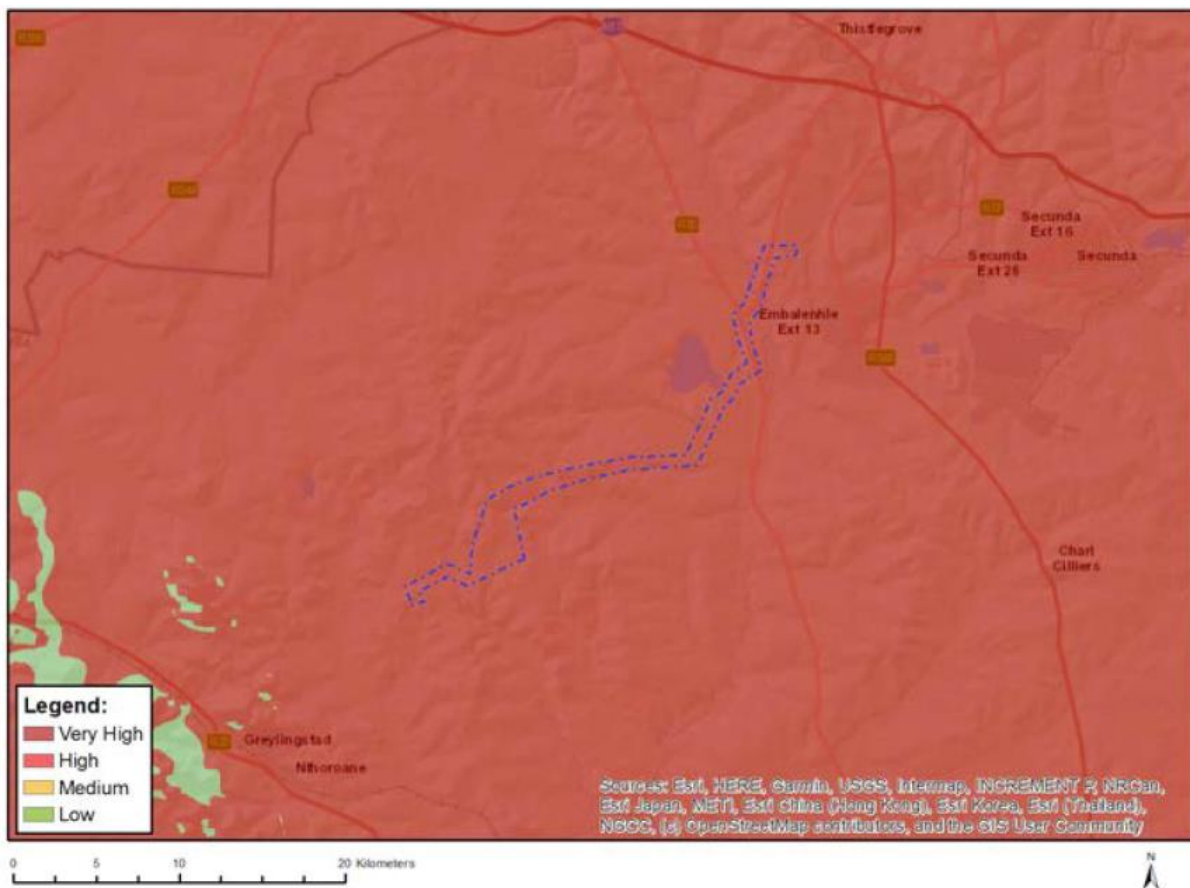 Thistlegrove
Secunda
Ext 16
Secunda
Ext 28
Secunda
Embalenhle
Ext 13
Charl
Cilliers
Greylingstad
Nthoroane
Legend:
Very High
High
Medium
Low
Sources: Esri, HERE, Garmin, USGS, Intermap, INCREMENT P, NRCan,
Esri Japan, METI, Esri China (Hong Kong), Esri Korea, Esri (Thailand),
NGCC, (c) OpenStreetMap contributors, and the GIS User Community
0 5 10 20 Kilometers
N